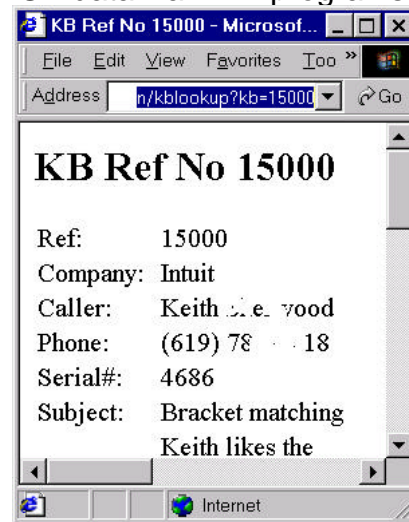 KB Ref No 15000 - Microsof...
File Edit View Favorites Too »
Address n/kblookup?kb=15000 Go
KB Ref No 15000
Ref: 15000
Company: Intuit
Caller: Keith
Phone: (619) 78 18
Serial#: 4686
Subject: Bracket matching
Keith likes the
Internet